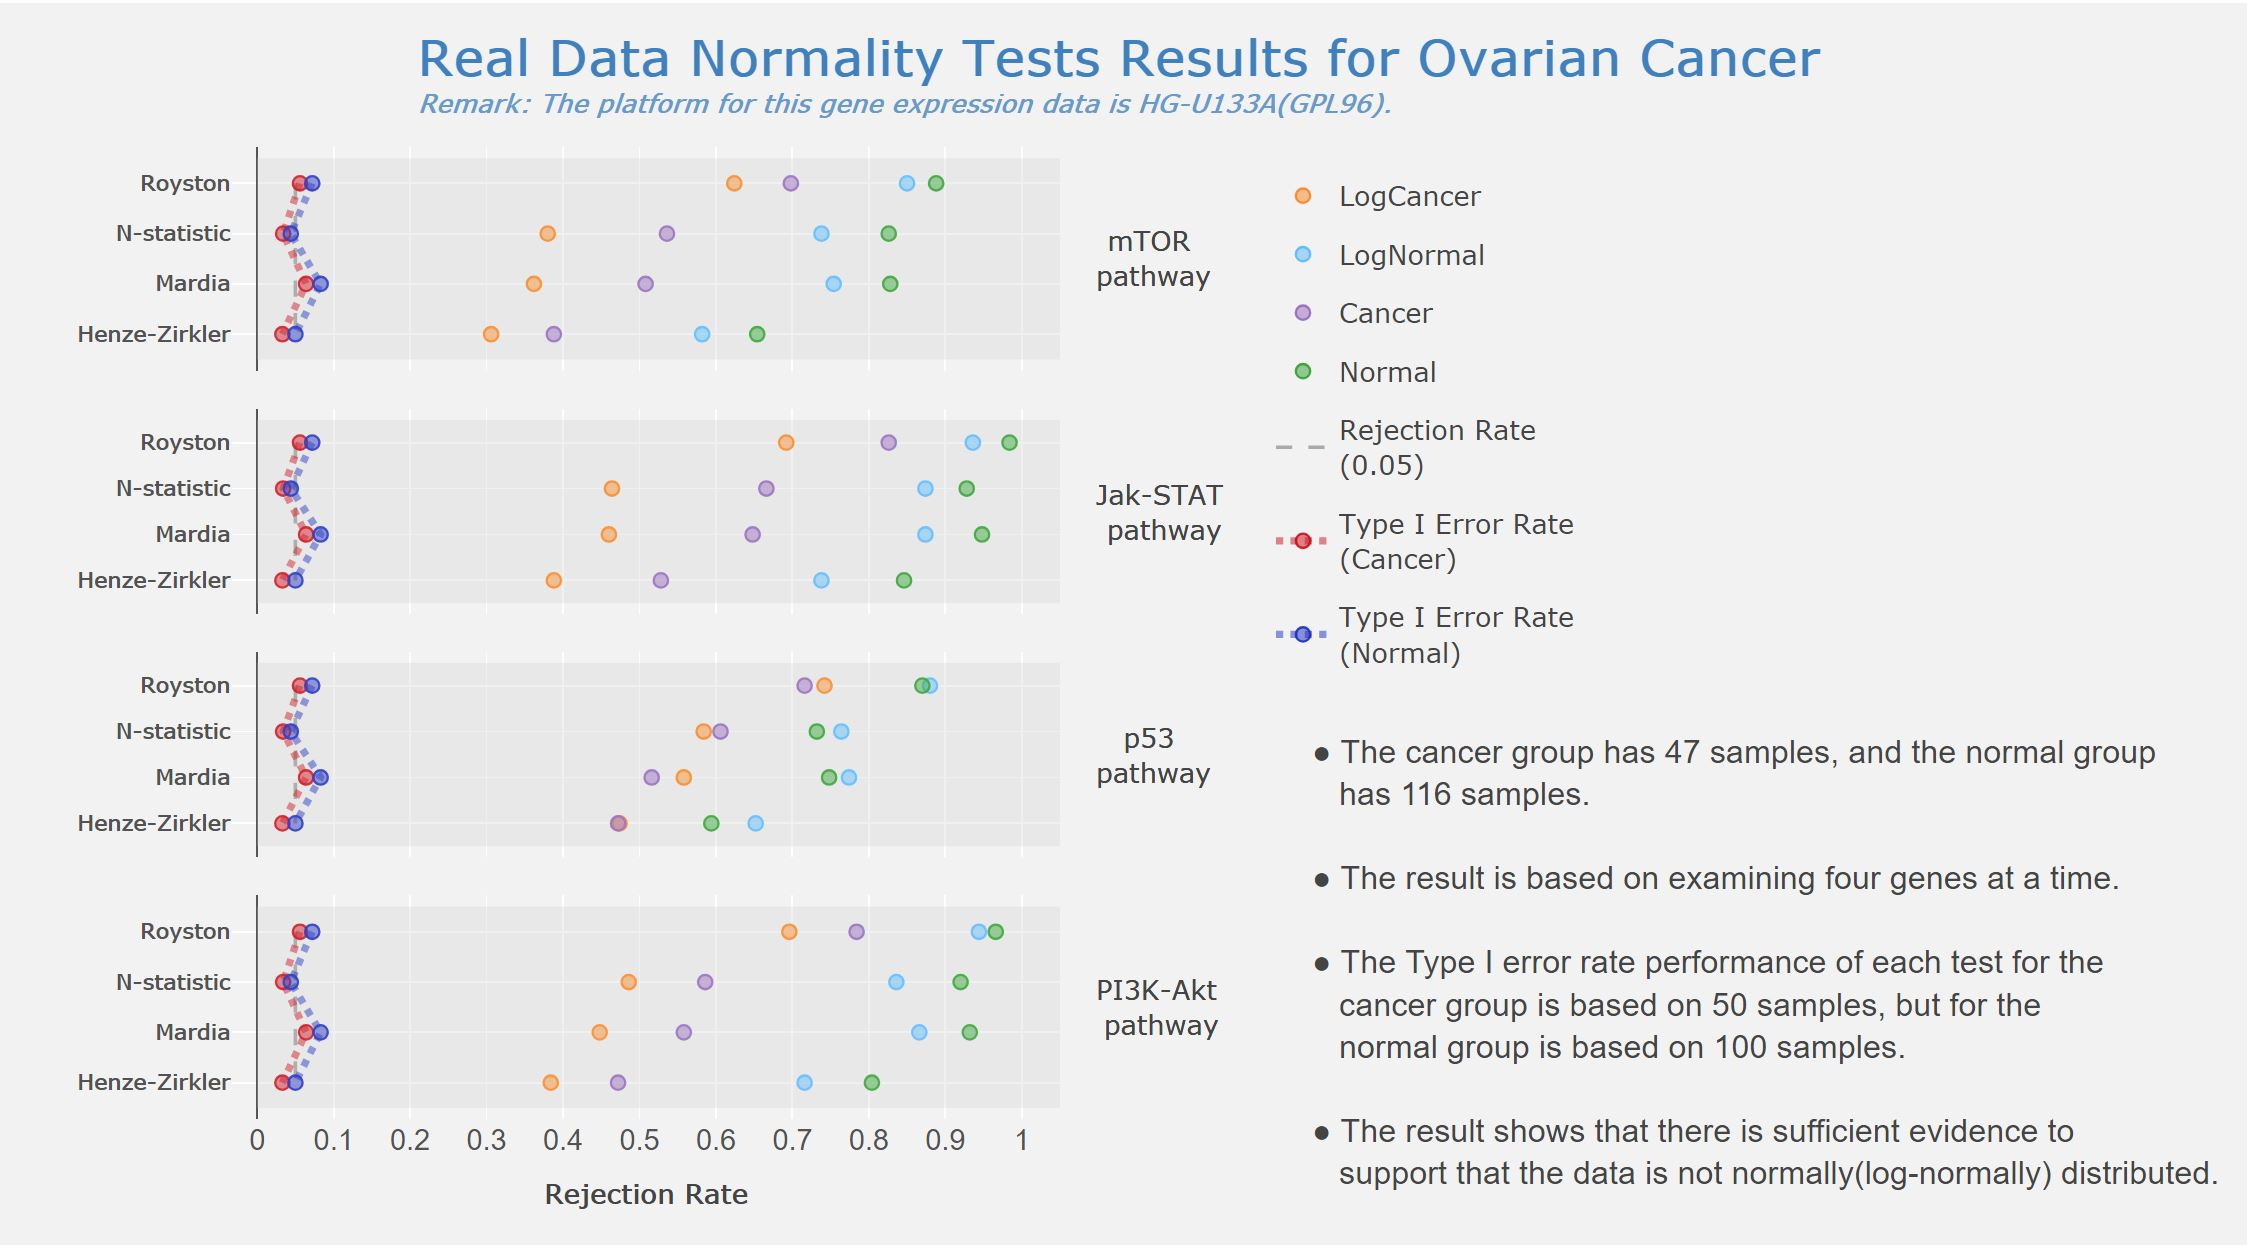 Real Data Normality Tests Results for Ovarian Cancer
Remark: The platform for this gene expression data is HG-U133A(GPL96).
Royston
N-statistic
Mardia
Henze-Zirkler
mTOR
pathway
Royston
N-statistic
Mardia
Henze-Zirkler
Jak-STAT
pathway
Royston
N-statistic
Mardia
Henze-Zirkler
p53
pathway
Royston
N-statistic
Mardia
Henze-Zirkler
PI3K-Akt
pathway
0 0.1 0.2 0.3 0.4 0.5 0.6 0.7 0.8 0.9 1
Rejection Rate
LogCancer
LogNormal
Cancer
Normal
Rejection Rate
(0.05)
Type I Error Rate
(Cancer)
Type I Error Rate
(Normal)
● The cancer group has 47 samples, and the normal group
has 116 samples.
● The result is based on examining four genes at a time.
● The Type I error rate performance of each test for the
cancer group is based on 50 samples, but for the
normal group is based on 100 samples.
● The result shows that there is sufficient evidence to
support that the data is not normally(log-normally) distributed.